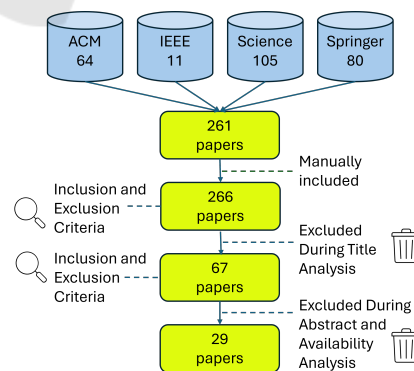 ACM
64
IEEE
11
Science
105
Springer
80
261
papers
Manually
included
Inclusion and
Exclusion
Criteria
266
papers
Excluded
During Title
Analysis
Inclusion and
Exclusion
Criteria
67
papers
Excluded During
Abstract and
Availability
Analysis
29
papers